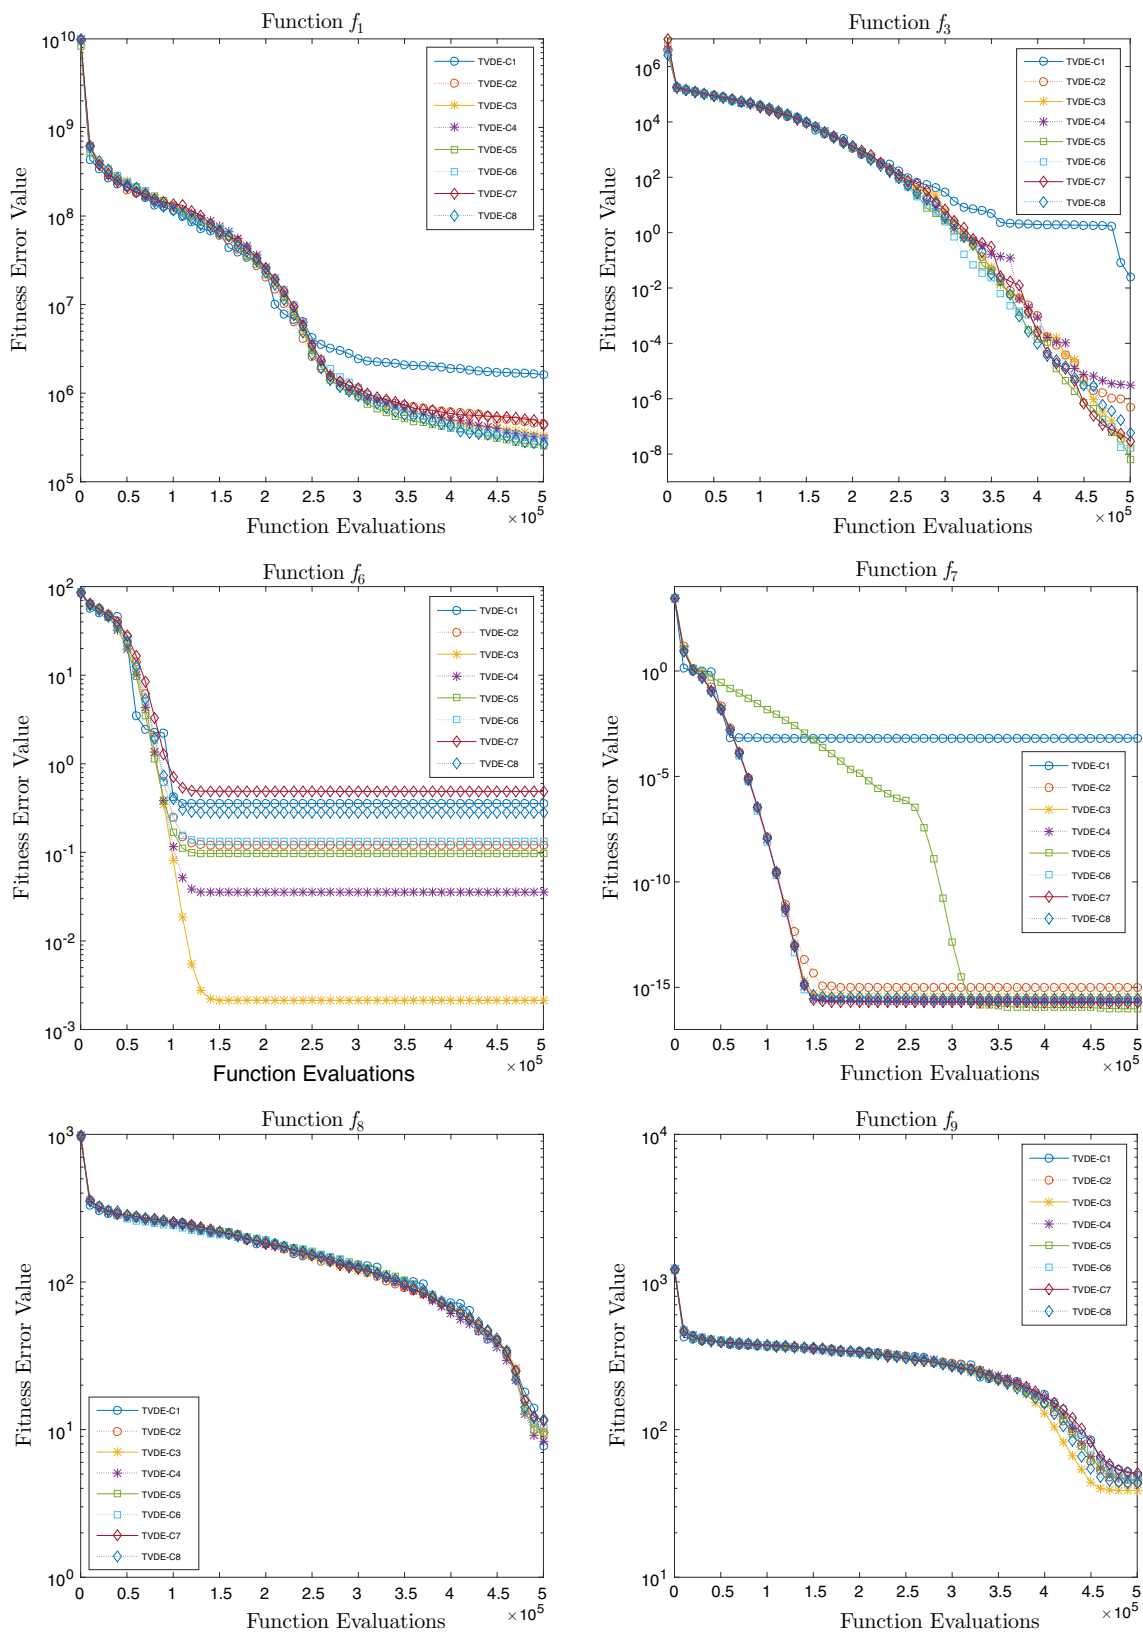 Function f1
Fitness Error Value
10^10
10^9
10^8
10^7
10^6
10^5
TVDE-C1
TVDE-C2
TVDE-C3
TVDE-C4
TVDE-C5
TVDE-C6
TVDE-C7
TVDE-C8
0 0.5 1 1.5 2 2.5 3 3.5 4 4.5 5
×10^5
Function Evaluations
Function f3
Fitness Error Value
10^6
10^4
10^2
10^0
10^-2
10^-4
10^-6
10^-8
TVDE-C1
TVDE-C2
TVDE-C3
TVDE-C4
TVDE-C5
TVDE-C6
TVDE-C7
TVDE-C8
0 0.5 1 1.5 2 2.5 3 3.5 4 4.5 5
×10^5
Function Evaluations
Function f6
Fitness Error Value
10^2
10^1
10^0
10^-1
10^-2
10^-3
TVDE-C1
TVDE-C2
TVDE-C3
TVDE-C4
TVDE-C5
TVDE-C6
TVDE-C7
TVDE-C8
0 0.5 1 1.5 2 2.5 3 3.5 4 4.5 5
×10^5
Function Evaluations
Function f7
Fitness Error Value
10^0
10^-5
10^-10
10^-15
TVDE-C1
TVDE-C2
TVDE-C3
TVDE-C4
TVDE-C5
TVDE-C6
TVDE-C7
TVDE-C8
0 0.5 1 1.5 2 2.5 3 3.5 4 4.5 5
×10^5
Function Evaluations
Function f8
Fitness Error Value
10^3
10^2
10^1
10^0
TVDE-C1
TVDE-C2
TVDE-C3
TVDE-C4
TVDE-C5
TVDE-C6
TVDE-C7
TVDE-C8
0 0.5 1 1.5 2 2.5 3 3.5 4 4.5 5
×10^5
Function Evaluations
Function f9
Fitness Error Value
10^4
10^3
10^2
10^1
TVDE-C1
TVDE-C2
TVDE-C3
TVDE-C4
TVDE-C5
TVDE-C6
TVDE-C7
TVDE-C8
0 0.5 1 1.5 2 2.5 3 3.5 4 4.5 5
×10^5
Function Evaluations